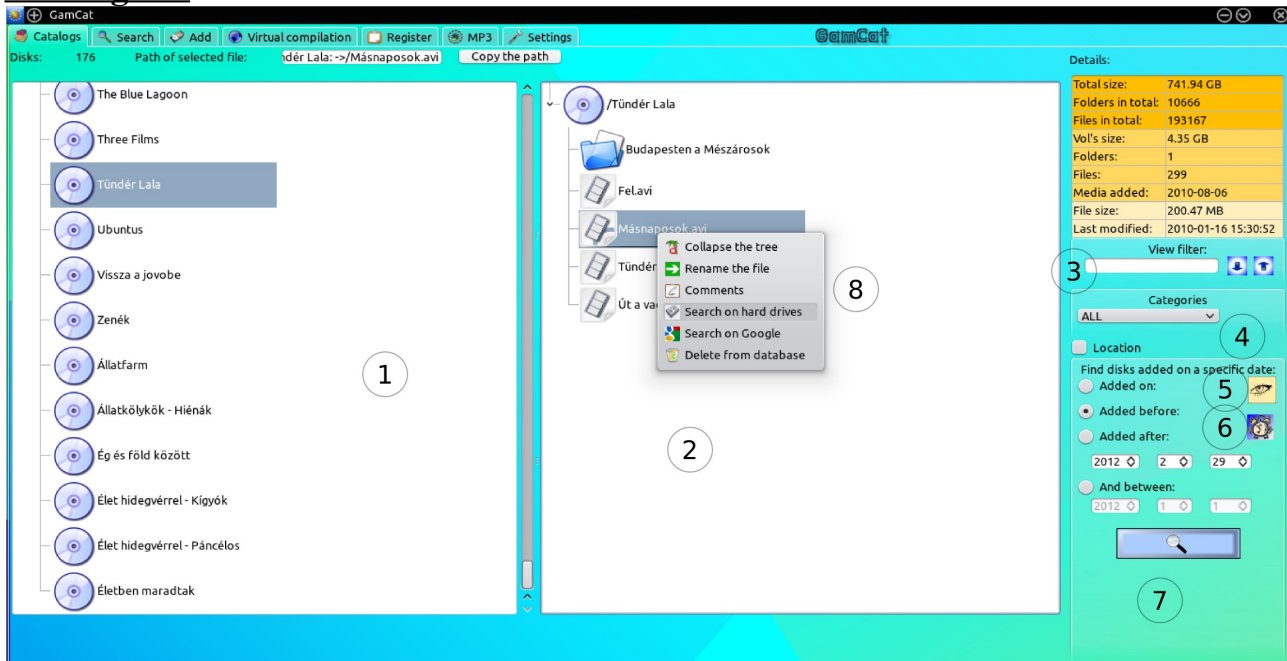 GamCat
Catalogs Search Add Virtual compilation Register MP3 Settings GamCat
Disks: 176 Path of selected file: ndér Lala: ->/Másnaposok.avi Copy the path
The Blue Lagoon
Three Films
Tündér Lala
Ubuntus
Vissza a jovobe
Zenék
Állatfarm
Állatkölykök - Hiénák
Ég és föld között
Élet hidegvérrel - Kígyók
Élet hidegvérrel - Páncélos
Életben maradtak
1
/Tündér Lala
Budapesten a Mészárosok
Fel.avi
Másnaposok.avi
Tündér
Út a va
Collapse the tree
Rename the file
Comments
Search on hard drives
Search on Google
Delete from database
8
2
Details:
Total size: 741.94 GB
Folders in total: 10666
Files in total: 193167
Vol's size: 4.35 GB
Folders: 1
Files: 299
Media added: 2010-08-06
File size: 200.47 MB
Last modified: 2010-01-16 15:30:52
View filter:
3
Categories
ALL
4
Location
Find disks added on a specific date:
Added on: 5
Added before:
6
Added after:
2012 2 29
And between:
2012 1 1
7